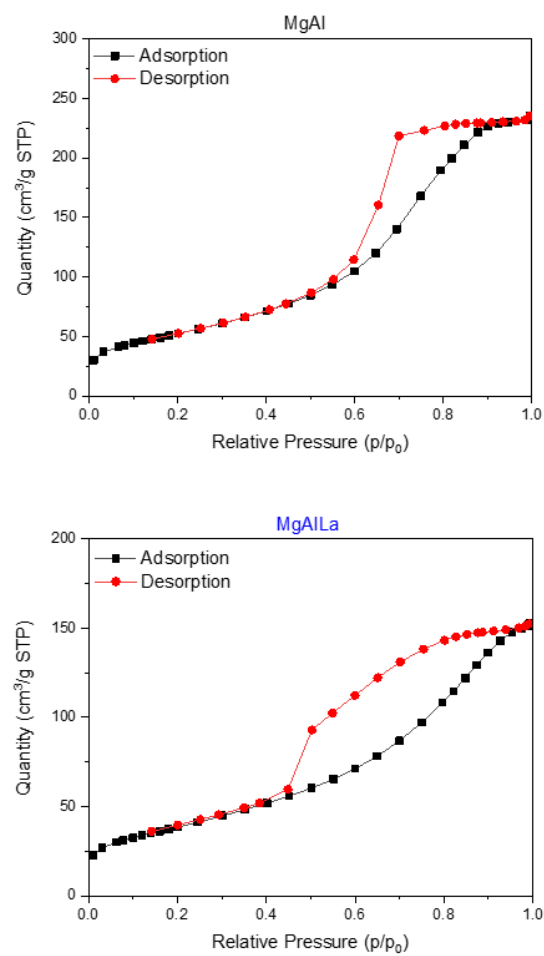 MgAl
300
Adsorption
Desorption
250
200
150
100
50
0
Quantity (cm³/g STP)
0.0 0.2 0.4 0.6 0.8 1.0
Relative Pressure (p/p₀)
MgAlLa
200
Adsorption
Desorption
150
100
50
0
Quantity (cm³/g STP)
0.0 0.2 0.4 0.6 0.8 1.0
Relative Pressure (p/p₀)